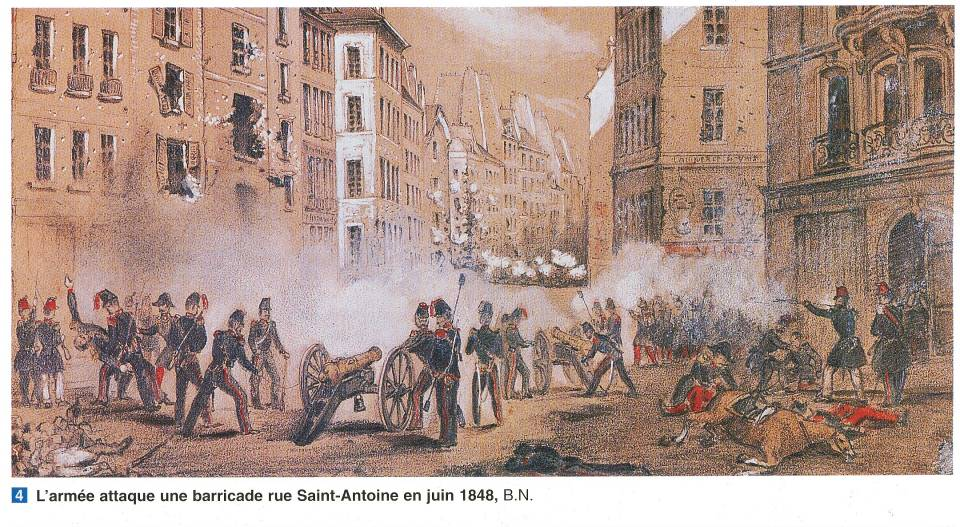 4 L'armée attaque une barricade rue Saint-Antoine en juin 1848, B.N.